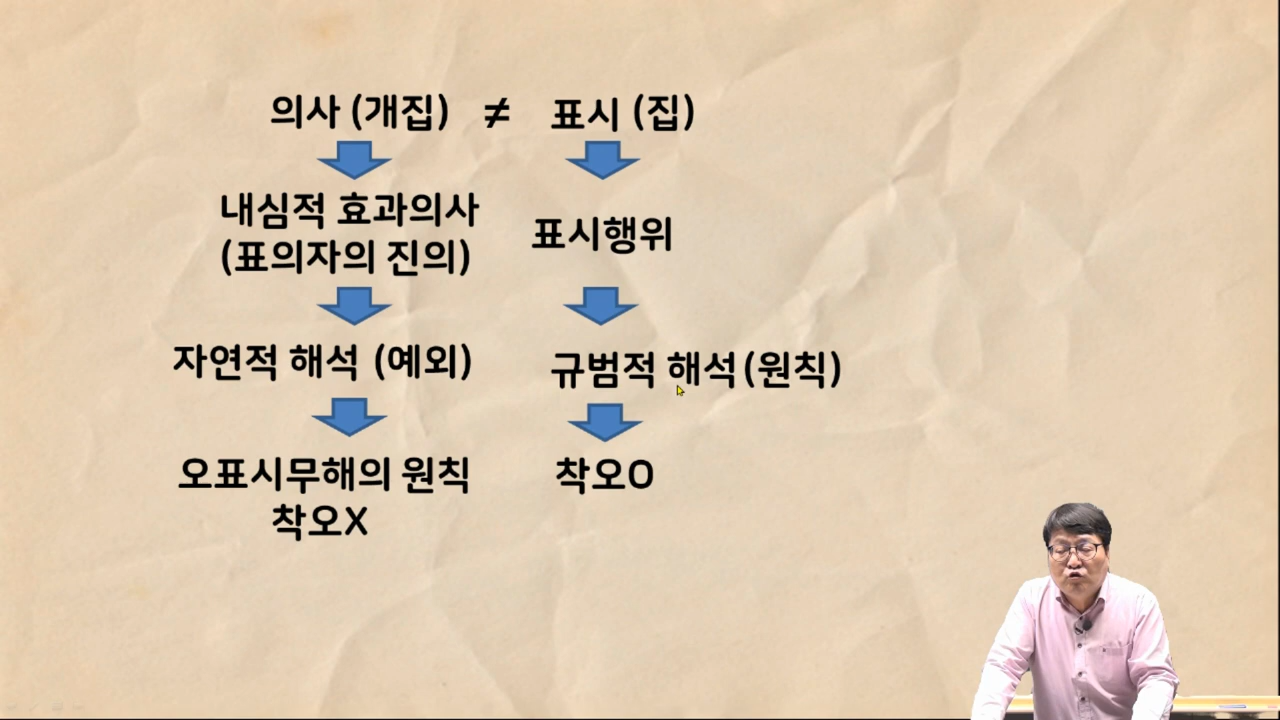 의사 (개집) ≠ 표시 (집)
내심적 효과의사
(표의자의 진의)
표시행위
자연적 해석 (예외)
규범적 해석(원칙)
오표시무해의 원칙
착오X
착오O